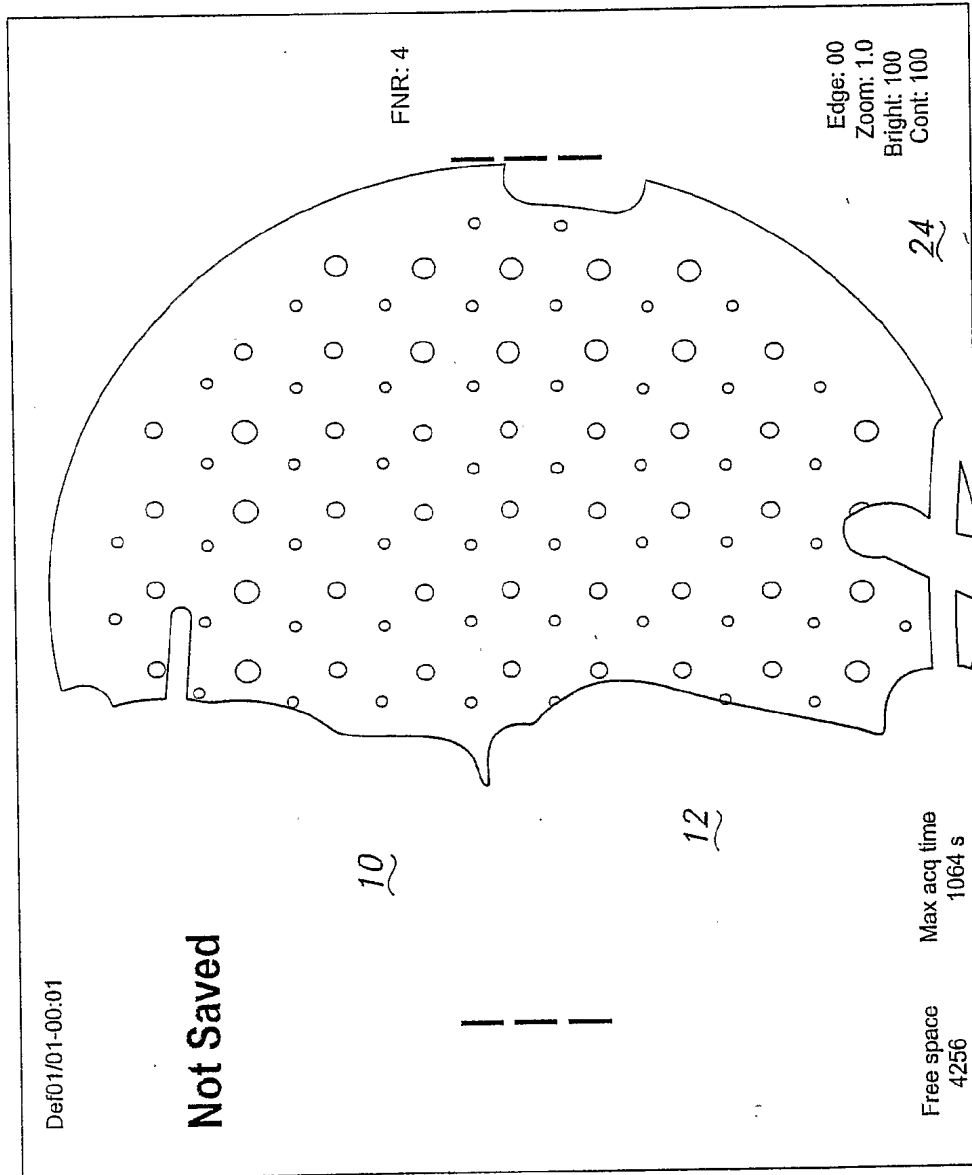 Def01/01-00:01
Not Saved
FNR: 4
10
12
24
Free space
4256
Max acq time
1064 s
Edge: 00
Zoom: 1.0
Bright: 100
Cont: 100